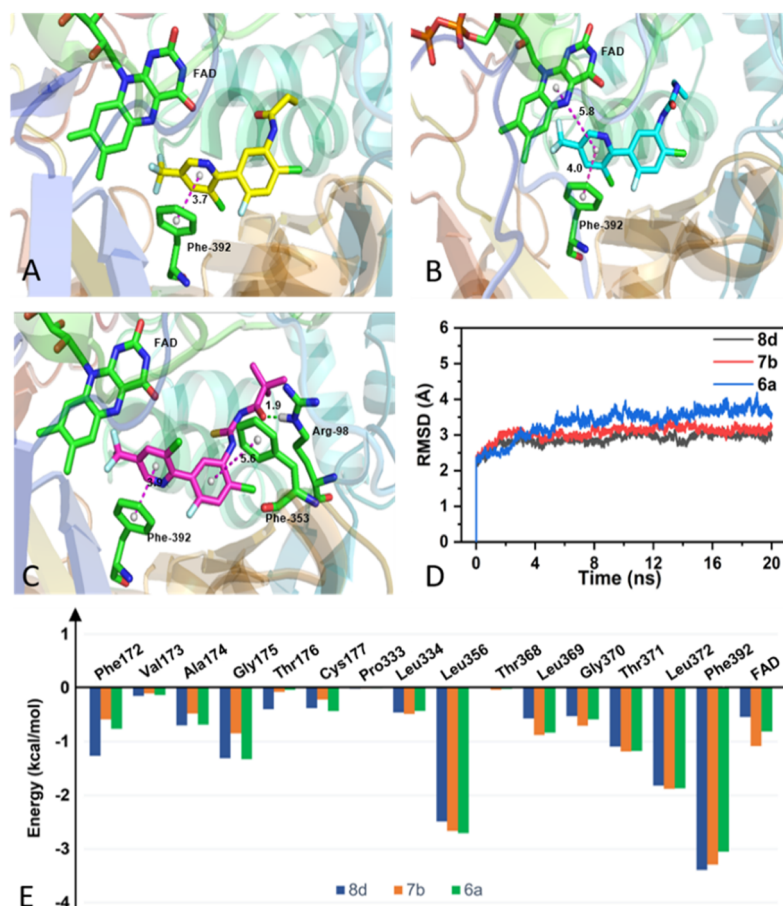 FAD
3.7
Phe-392
A
FAD
5.8
4.0
Phe-392
B
FAD
1.9
Arg-98
5.6
3.0
Phe-353
Phe-392
C
6
5
4
3
2
1
0
RMSD (Å)
8d
7b
6a
0 4 8 12 16 20
Time (ns)
D
1
0
-1
-2
-3
-4
Energy (kcal/mol)
Phe172 Val173 Ala174 Gly175 Thr176 Cys177 Pro333 Leu334 Leu356 Thr368 Leu369 Gly370 Thr371 Leu372 Phe392 FAD
8d 7b 6a
E